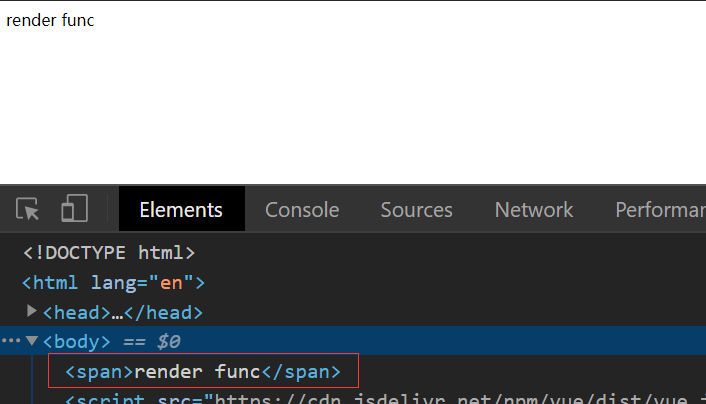 render func
Elements Console Sources Network Performar
<!DOCTYPE html>
<html lang="en">
<head>…</head>
<body> == $0
<span>render func</span>
<script src="https://cdn.jsdelivr.net/npm/vue/dist/vue.